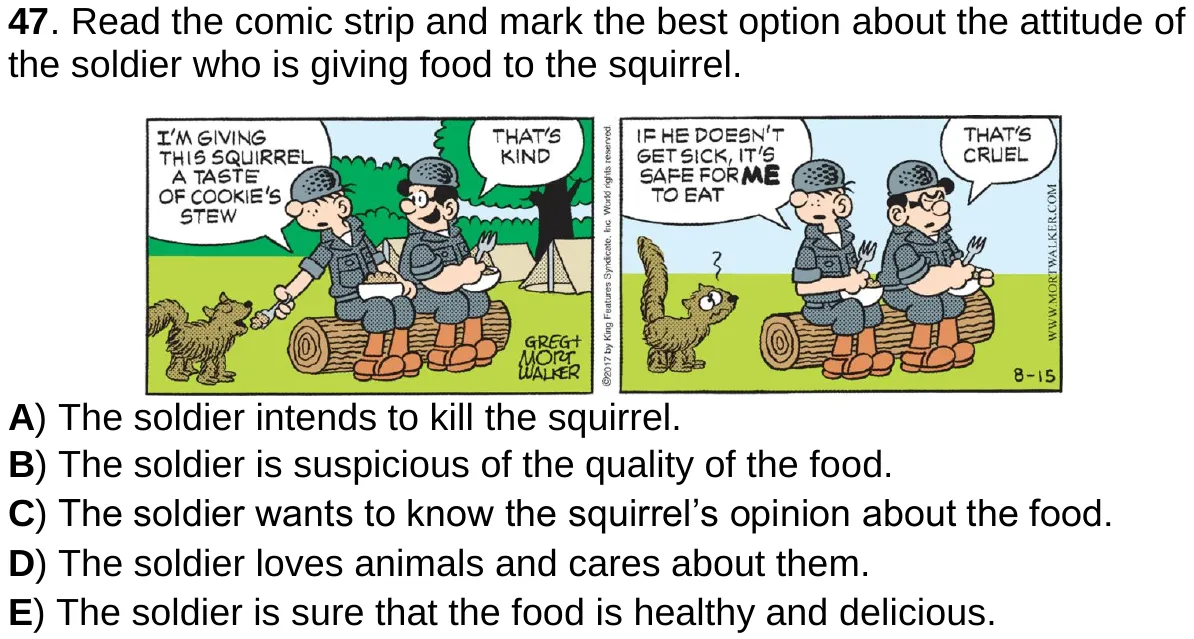 47. Read the comic strip and mark the best option about the attitude of
the soldier who is giving food to the squirrel.
I'M GIVING
THIS SQUIRREL
A TASTE
OF COOKIE'S
STEW
THAT'S
KIND
GREG+
MORT
WALKER
©2017 by King Features Syndicate, Inc. World rights reserved.
IF HE DOESN'T
GET SICK, IT'S
SAFE FOR ME
TO EAT
THAT'S
CRUEL
?
WWW.MORTWALKER.COM
8-15
A) The soldier intends to kill the squirrel.
B) The soldier is suspicious of the quality of the food.
C) The soldier wants to know the squirrel’s opinion about the food.
D) The soldier loves animals and cares about them.
E) The soldier is sure that the food is healthy and delicious.